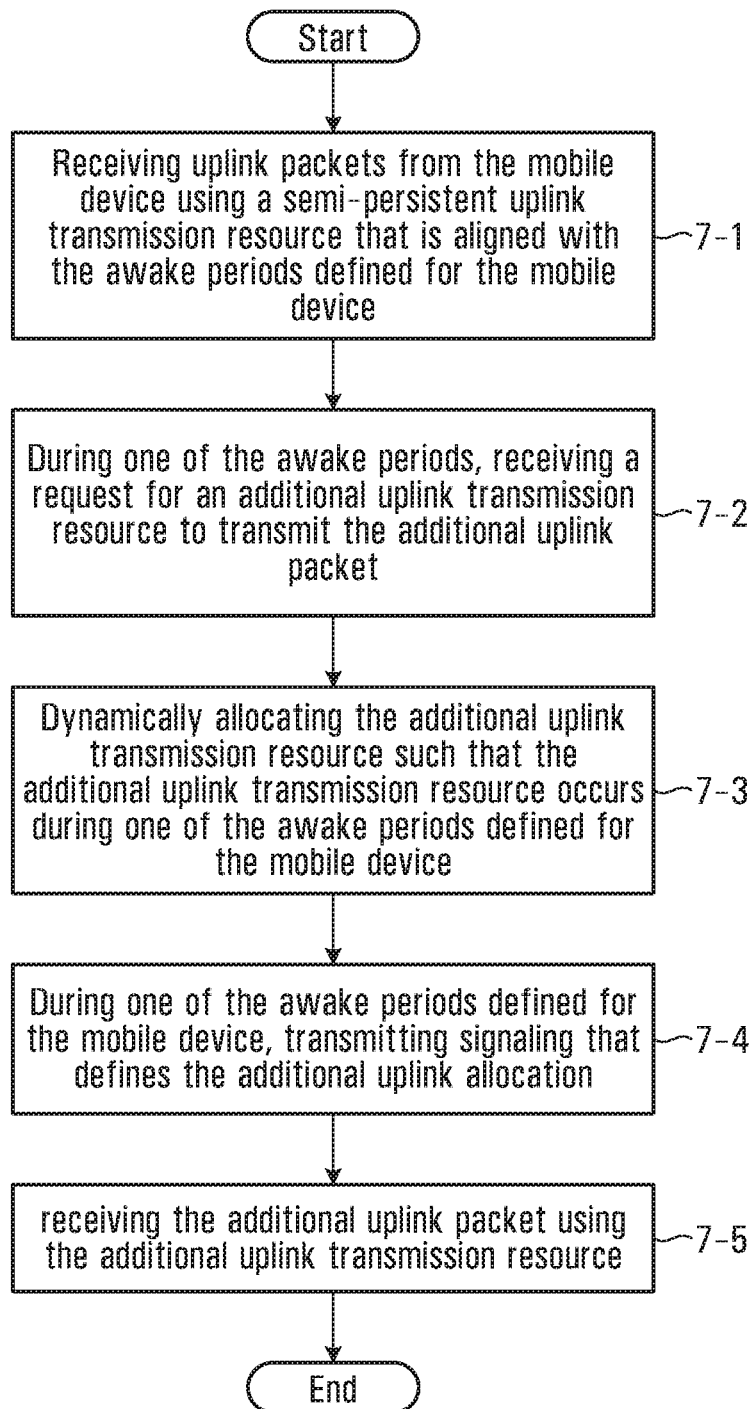 Start
Receiving uplink packets from the mobile
device using a semi-persistent uplink
transmission resource that is aligned with
the awake periods defined for the mobile
device
7-1
During one of the awake periods, receiving a
request for an additional uplink transmission
resource to transmit the additional uplink
packet
7-2
Dynamically allocating the additional uplink
transmission resource such that the
additional uplink transmission resource occurs
during one of the awake periods defined for
the mobile device
7-3
During one of the awake periods defined for
the mobile device, transmitting signaling that
defines the additional uplink allocation
7-4
receiving the additional uplink packet using
the additional uplink transmission resource
7-5
End